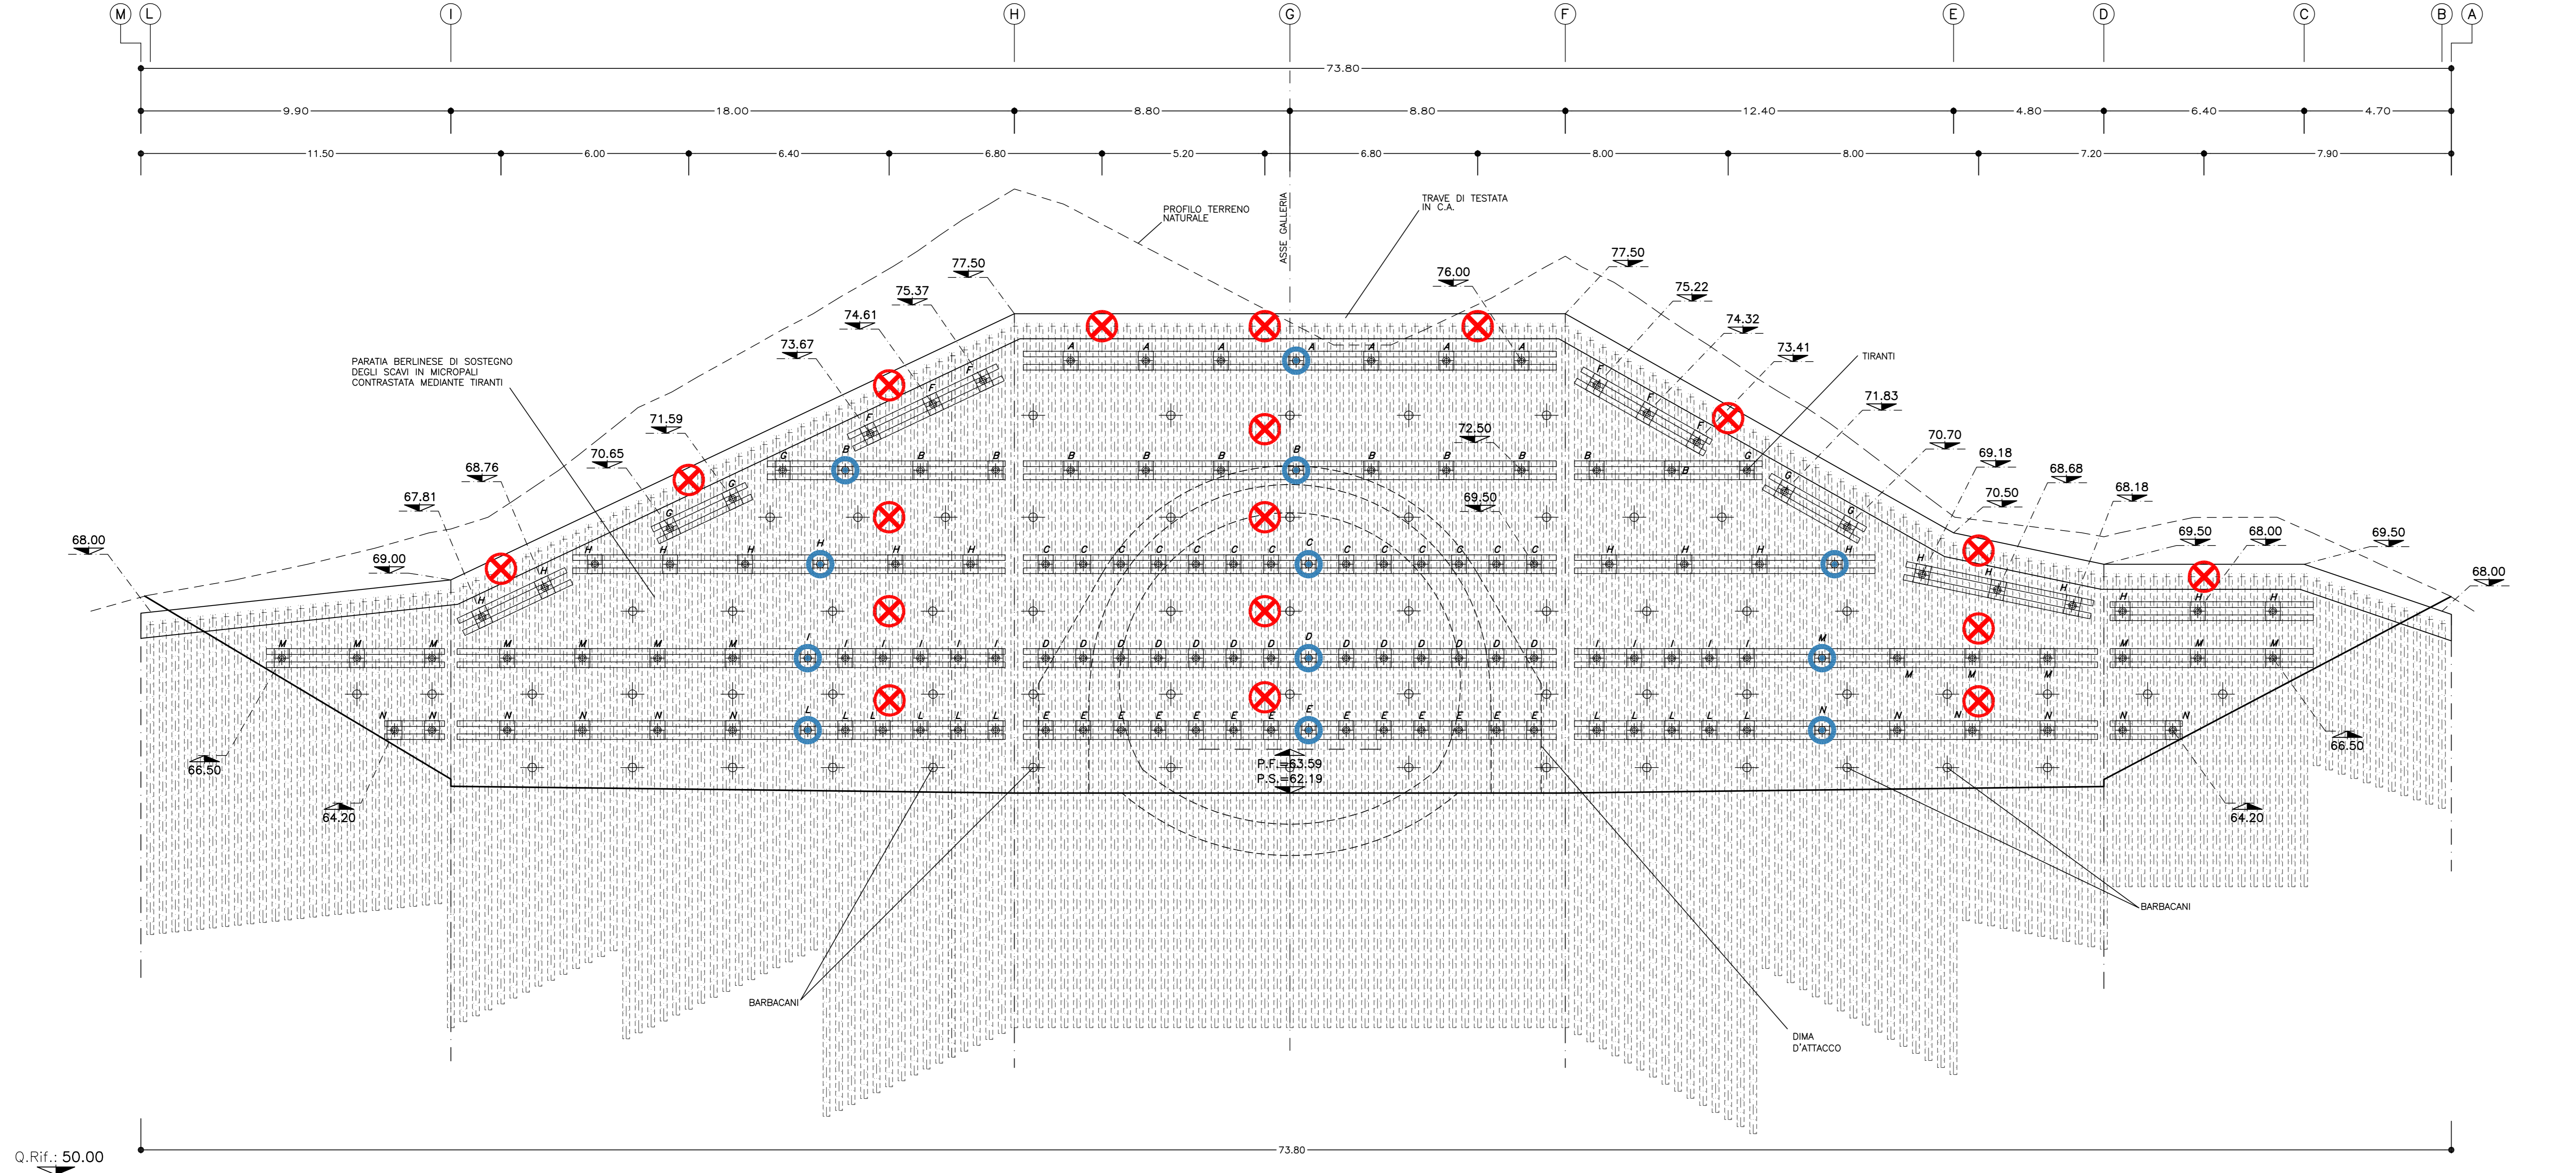 M L I H G F E D C B A
73.80
9.90 18.00 8.80 8.80 12.40 4.80 6.40 4.70
11.50 6.00 6.40 6.80 5.20 6.80 8.00 8.00 7.20 7.90
ASSE GALLERIA
PROFILO TERRENO
NATURALE
TRAVE DI TESTATA
IN C.A.
77.50
75.37
74.61
73.67
71.59
70.65
68.76
67.81
68.00
69.00
76.00
77.50
75.22
74.32
73.41
71.83
70.70
69.18
70.50
68.68
68.18
69.50
68.00
69.50
68.00
72.50
69.50
PARATIA BERLINESE DI SOSTEGNO
DEGLI SCAVI IN MICROPALI
CONTRASTATA MEDIANTE TIRANTI
TIRANTI
A A A A A A A
F F F
F F F
G B B B
B B B B B B B
B B G
G G
G G
H H H H H H
C C C C C C C C C C C G C C
H H H H
H H
H H H
H H H
M M M
M M M M I I I I I I
D D D D D D D D D D D D D D
I I I I I M
M M M
M M M
N N
N N N N L L L L L L
E E E E E E E E E E E E E E
L L L L L N N N N
N N
66.50
64.20
P.F.=63.59
P.S.=62.19
66.50
64.20
BARBACANI
BARBACANI
DIMA
D'ATTACCO
73.80
Q.Rif.: 50.00